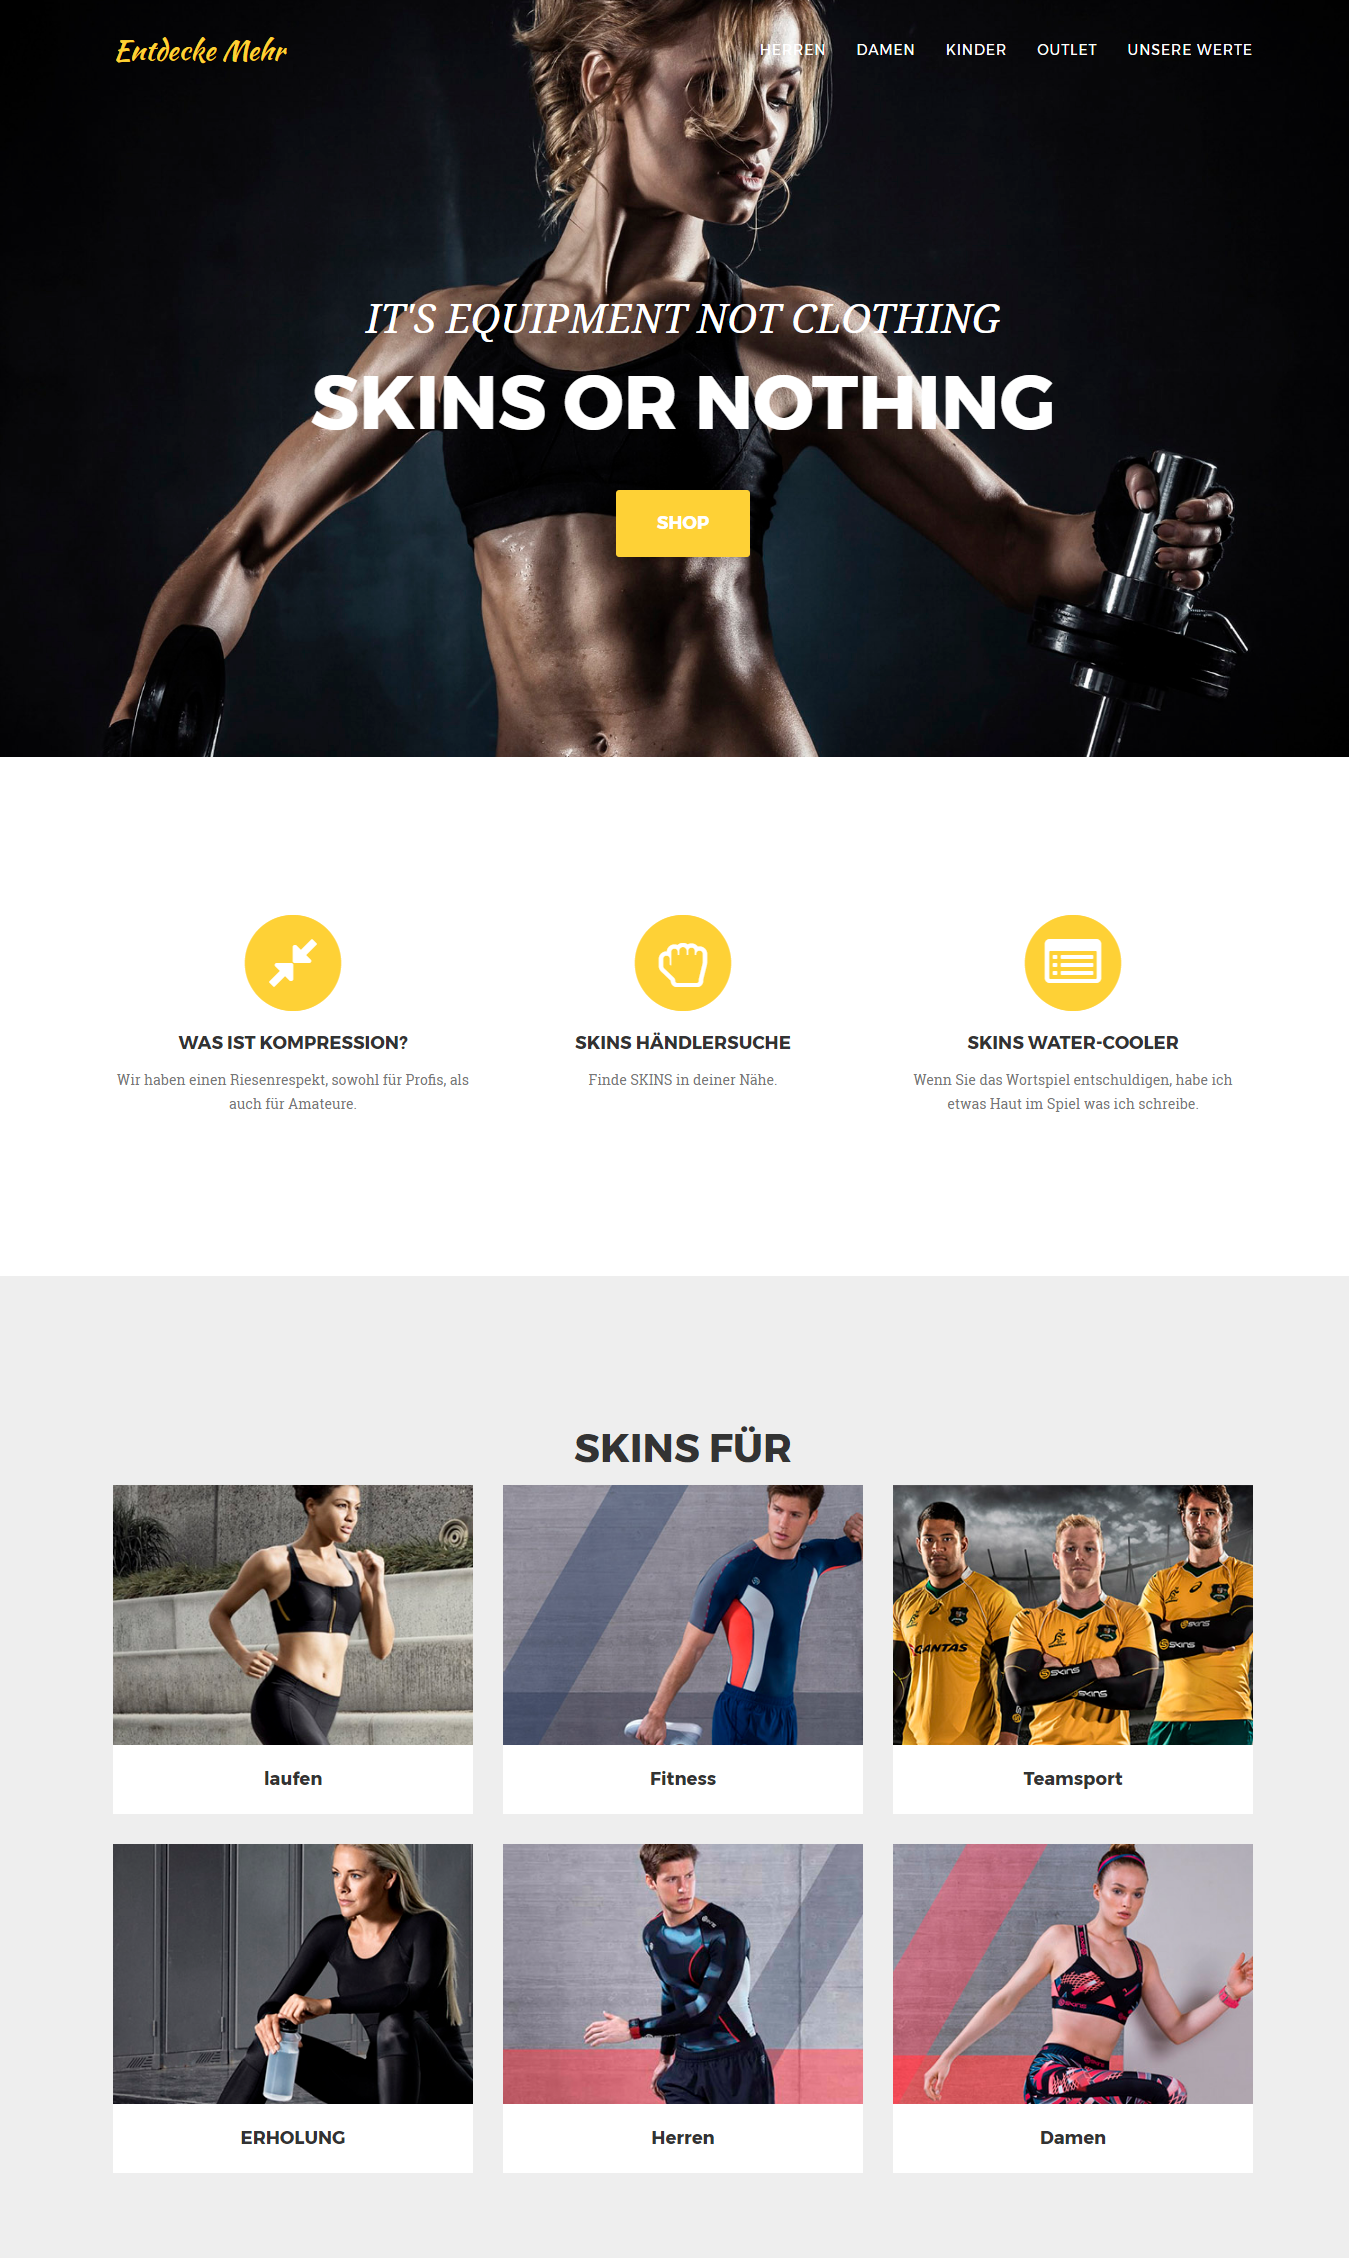 Entdecke Mehr
HERREN DAMEN KINDER OUTLET UNSERE WERTE
IT'S EQUIPMENT NOT CLOTHING
SKINS OR NOTHING
SHOP
WAS IST KOMPRESSION?
Wir haben einen Riesenrespekt, sowohl für Profis, als
auch für Amateure.
SKINS HÄNDLERSUCHE
Finde SKINS in deiner Nähe.
SKINS WATER-COOLER
Wenn Sie das Wortspiel entschuldigen, habe ich
etwas Haut im Spiel was ich schreibe.
SKINS FÜR
QANTAS
SKINS
SKINS
SKINS
SKINS
laufen
Fitness
Teamsport
SKINS
ERHOLUNG
Herren
Damen